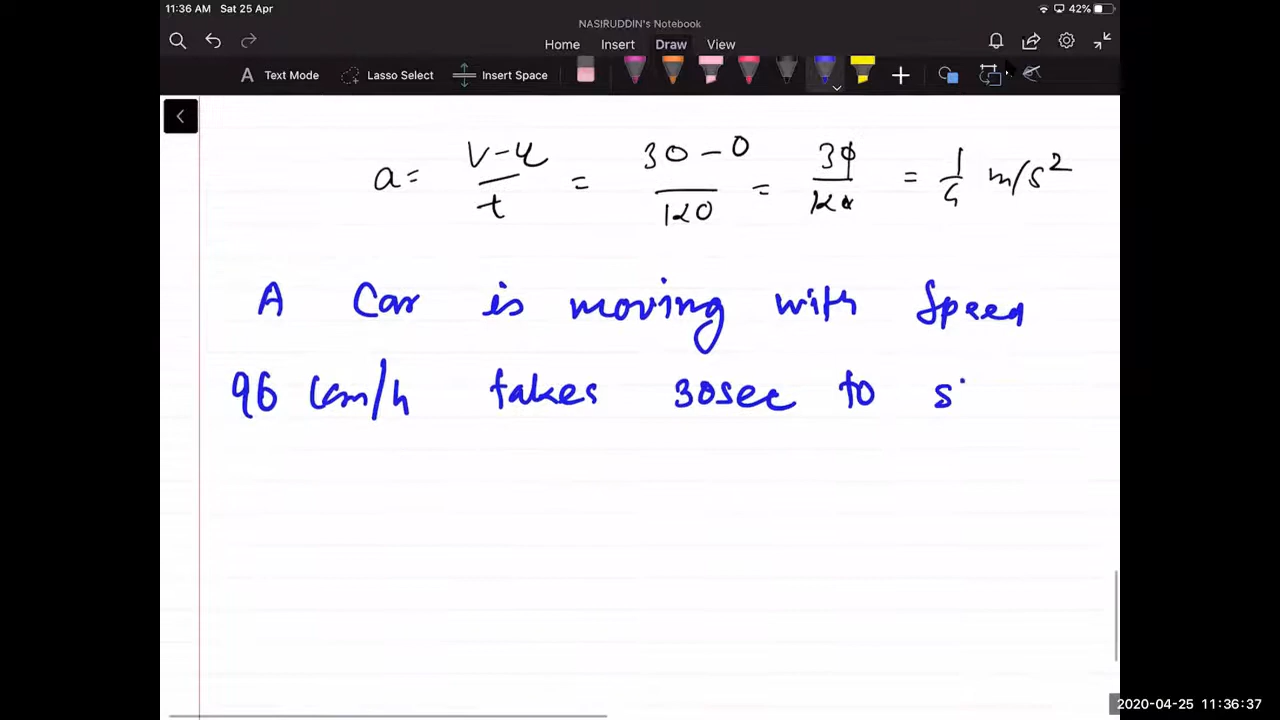 11:36 AM Sat 25 Apr
42%
NASIRUDDIN's Notebook
Home Insert Draw View
A Text Mode Lasso Select Insert Space
a = v-u/t = 30-0/120 = 30/120 = 1/4 m/s²
A Car is moving with Speed
96 km/h takes 30sec to s
2020-04-25 11:36:37